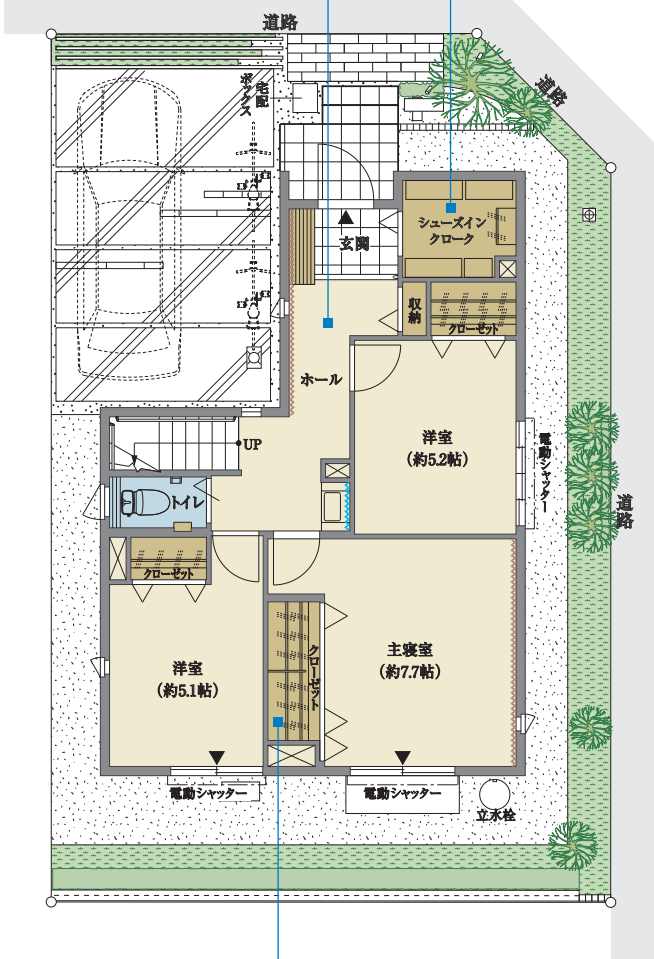 道路
道路
宅配
ボックス
シューズイン
クローク
玄関
収納
クローゼット
ホール
洋室
（約5.2帖）
電動シャッター
道路
UP
トイレ
クローゼット
洋室
（約5.1帖）
クローゼット
主寝室
（約7.7帖）
電動シャッター
電動シャッター
立水栓